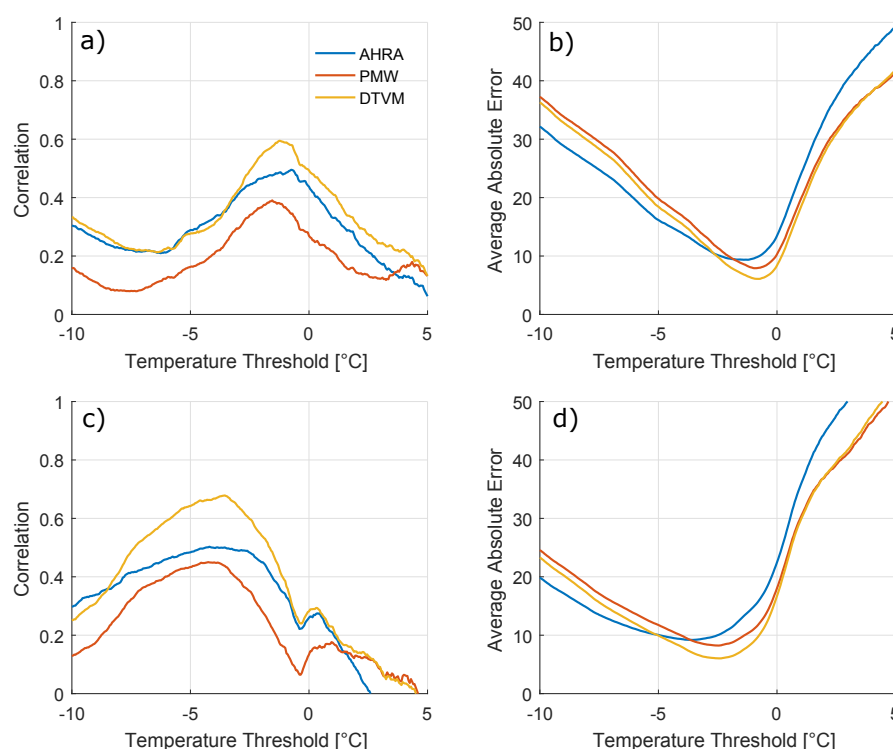 a)
AHRA
PMW
DTVM
1
0.8
0.6
0.4
0.2
0
Correlation
-10 -5 0 5
Temperature Threshold [°C]
b)
50
40
30
20
10
0
Average Absolute Error
-10 -5 0 5
Temperature Threshold [°C]
c)
1
0.8
0.6
0.4
0.2
0
Correlation
-10 -5 0 5
Temperature Threshold [°C]
d)
50
40
30
20
10
0
Average Absolute Error
-10 -5 0 5
Temperature Threshold [°C]